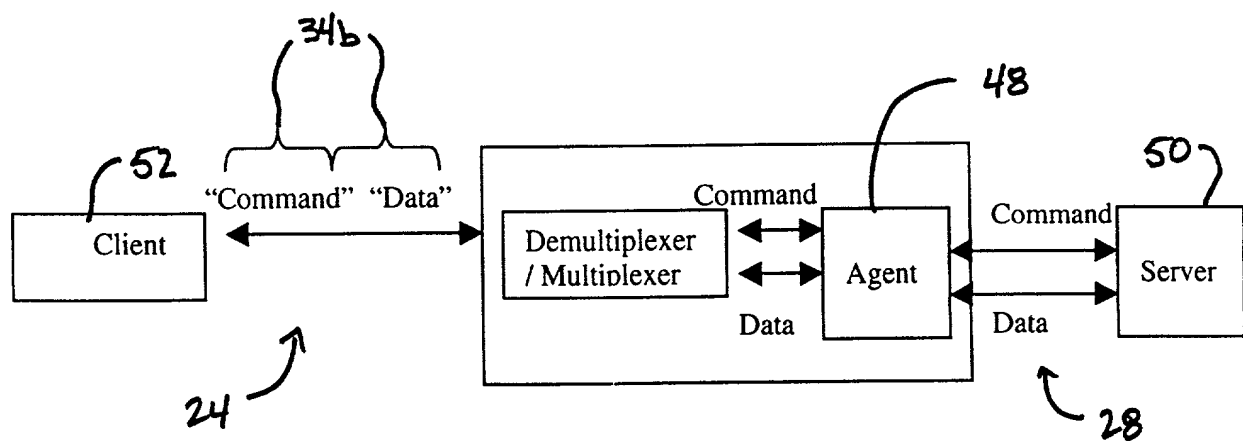 34b
48
52
50
"Command" "Data"
Command
Command
Client
Demultiplexer
/ Multiplexer
Agent
Server
Data
Data
24
28